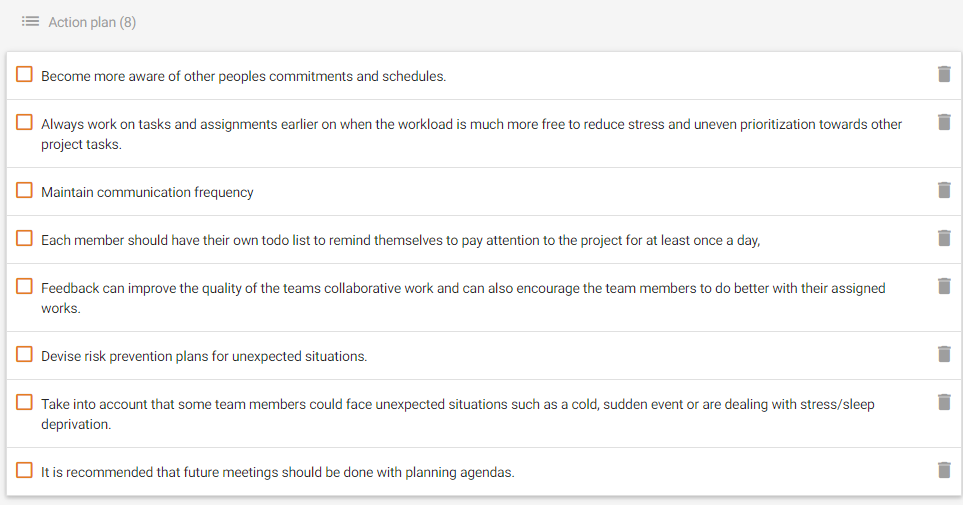 Action plan (8)
Become more aware of other peoples commitments and schedules.
Always work on tasks and assignments earlier on when the workload is much more free to reduce stress and uneven prioritization towards other
project tasks.
Maintain communication frequency
Each member should have their own todo list to remind themselves to pay attention to the project for at least once a day,
Feedback can improve the quality of the teams collaborative work and can also encourage the team members to do better with their assigned
works.
Devise risk prevention plans for unexpected situations.
Take into account that some team members could face unexpected situations such as a cold, sudden event or are dealing with stress/sleep
deprivation.
It is recommended that future meetings should be done with planning agendas.